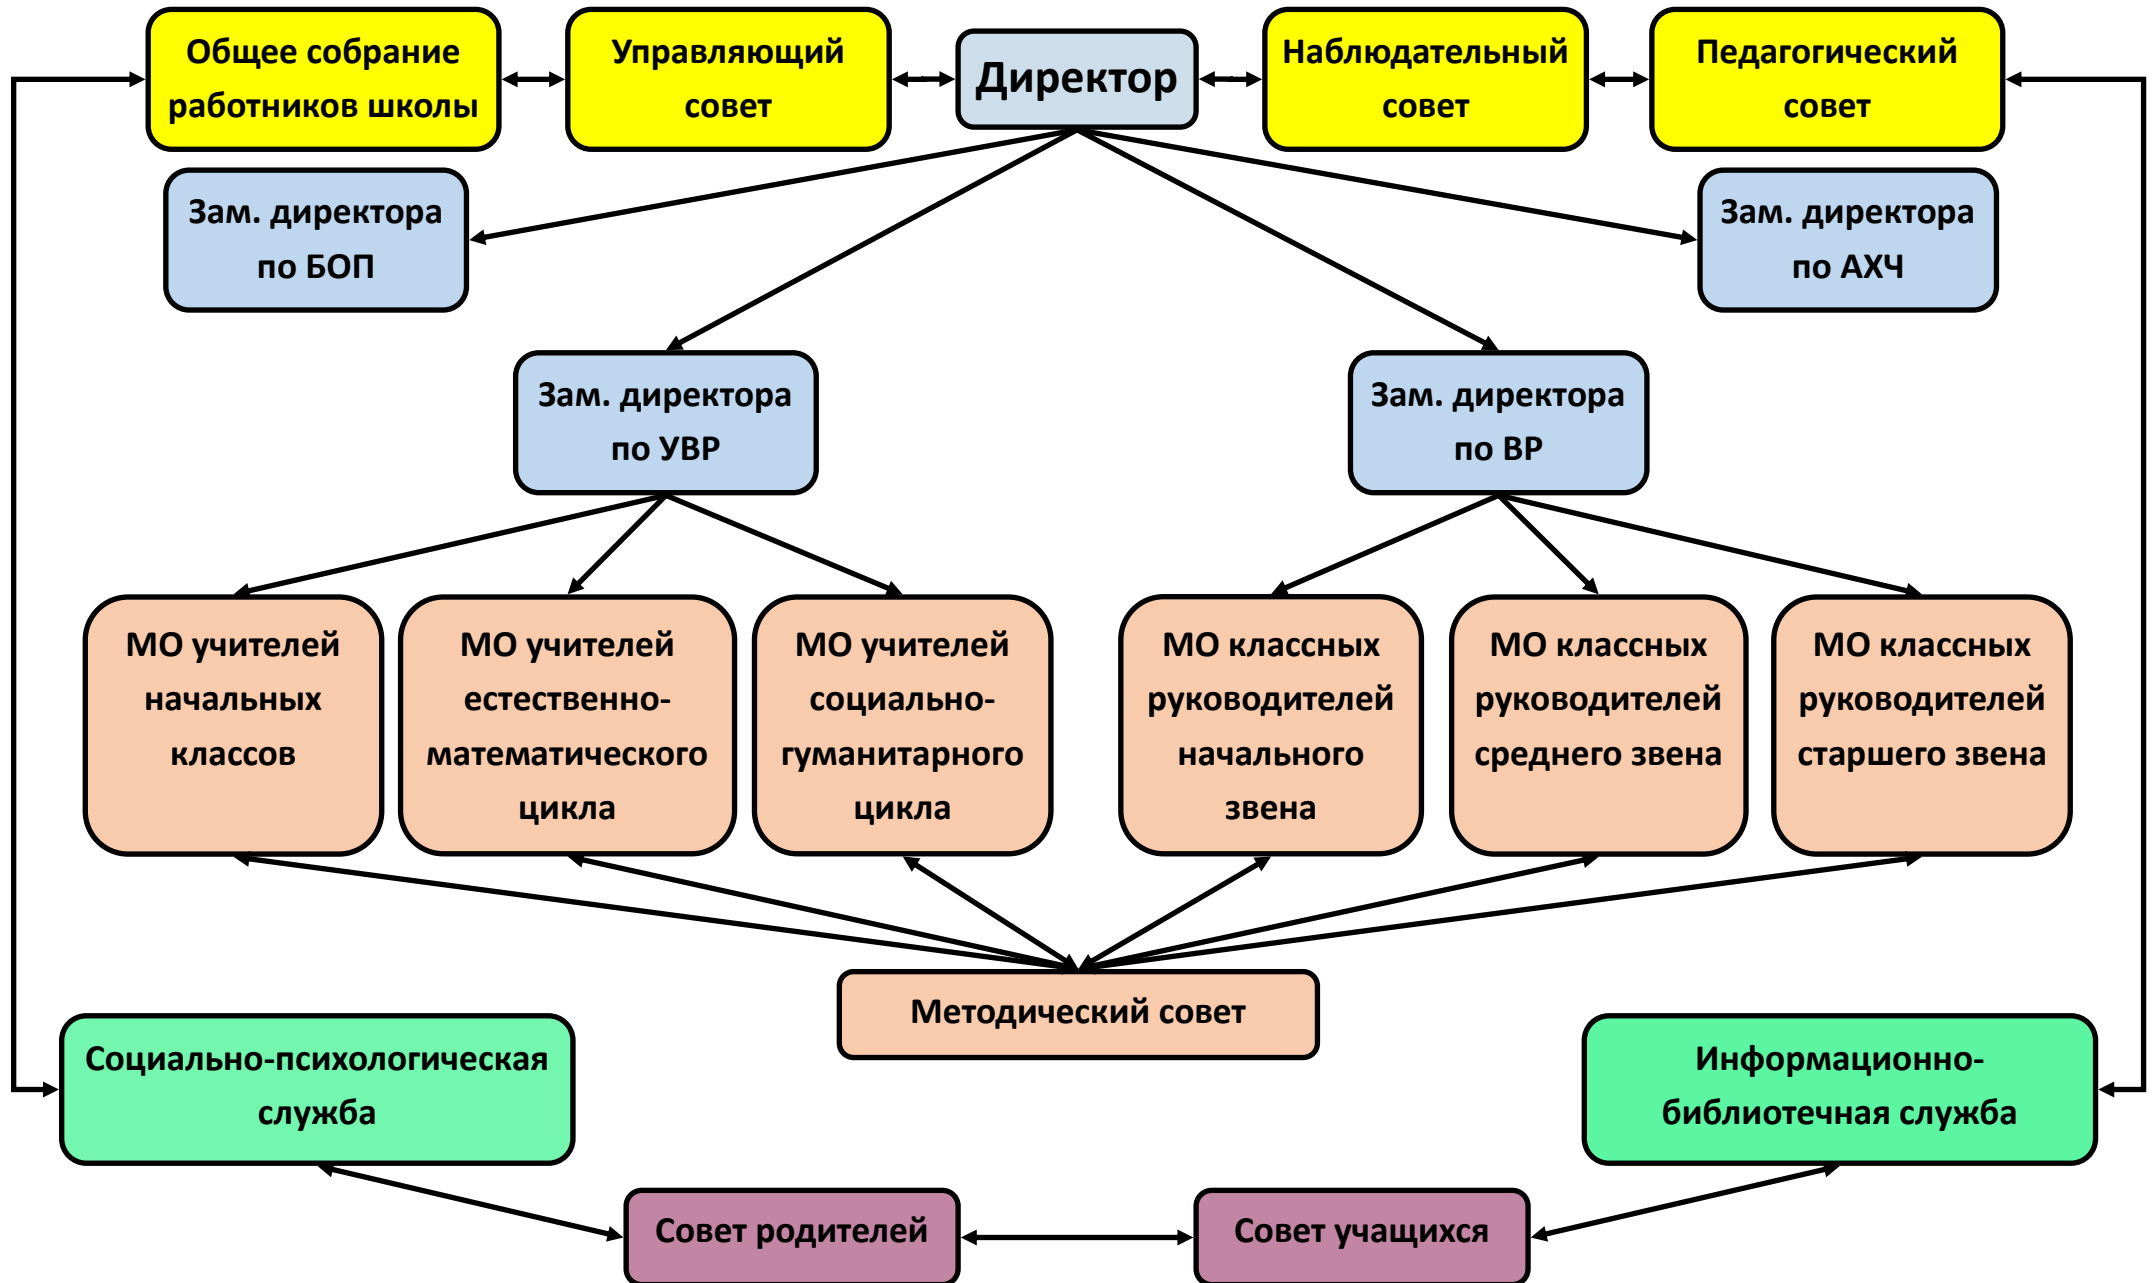 Общее собрание
работников школы
Управляющий
совет
Директор
Наблюдательный
совет
Педагогический
совет
Зам. директора
по БОП
Зам. директора
по АХЧ
Зам. директора
по УВР
Зам. директора
по ВР
МО учителей
начальных
классов
МО учителей
естественно-
математического
цикла
МО учителей
социально-
гуманитарного
цикла
МО классных
руководителей
начального
звена
МО классных
руководителей
среднего звена
МО классных
руководителей
старшего звена
Методический совет
Социально-психологическая
служба
Информационно-
библиотечная служба
Совет родителей
Совет учащихся